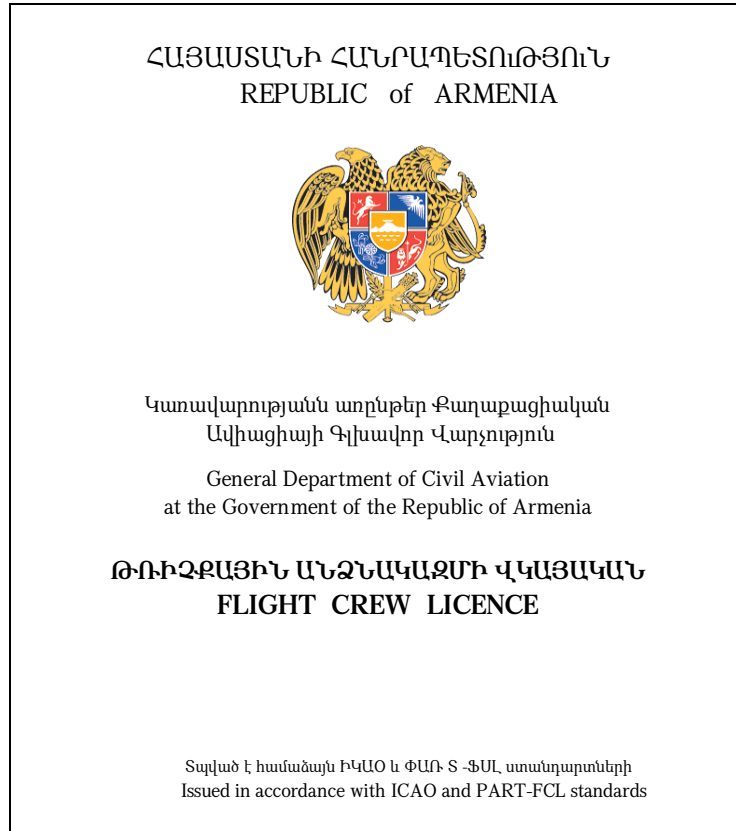 ՀԱՅԱՍՏԱՆԻ ՀԱՆՐԱՊԵՏՈւԹՅՈւՆ
REPUBLIC of ARMENIA
Կառավարությանն առընթեր Քաղաքացիական
Ավիացիայի Գլխավոր Վարչություն
General Department of Civil Aviation
at the Government of the Republic of Armenia
ԹՌԻՉՔԱՅԻՆ ԱՆՁՆԱԿԱԶՄԻ ՎԿԱՅԱԿԱՆ
FLIGHT CREW LICENCE
Տպված է համաձայն ԻԿԱՕ և ՓԱՌ Տ -ՖՍԼ ստանդարտների
Issued in accordance with ICAO and PART-FCL standards